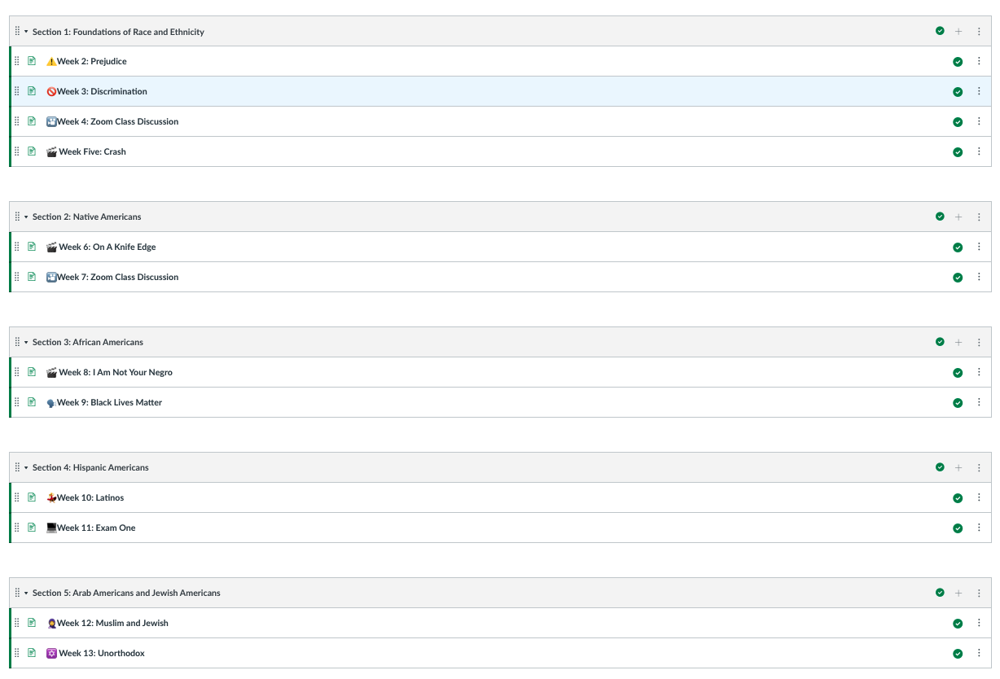 Section 1: Foundations of Race and Ethnicity
Week 2: Prejudice
Week 3: Discrimination
Week 4: Zoom Class Discussion
Week Five: Crash
Section 2: Native Americans
Week 6: On A Knife Edge
Week 7: Zoom Class Discussion
Section 3: African Americans
Week 8: I Am Not Your Negro
Week 9: Black Lives Matter
Section 4: Hispanic Americans
Week 10: Latinos
Week 11: Exam One
Section 5: Arab Americans and Jewish Americans
Week 12: Muslim and Jewish
Week 13: Unorthodox